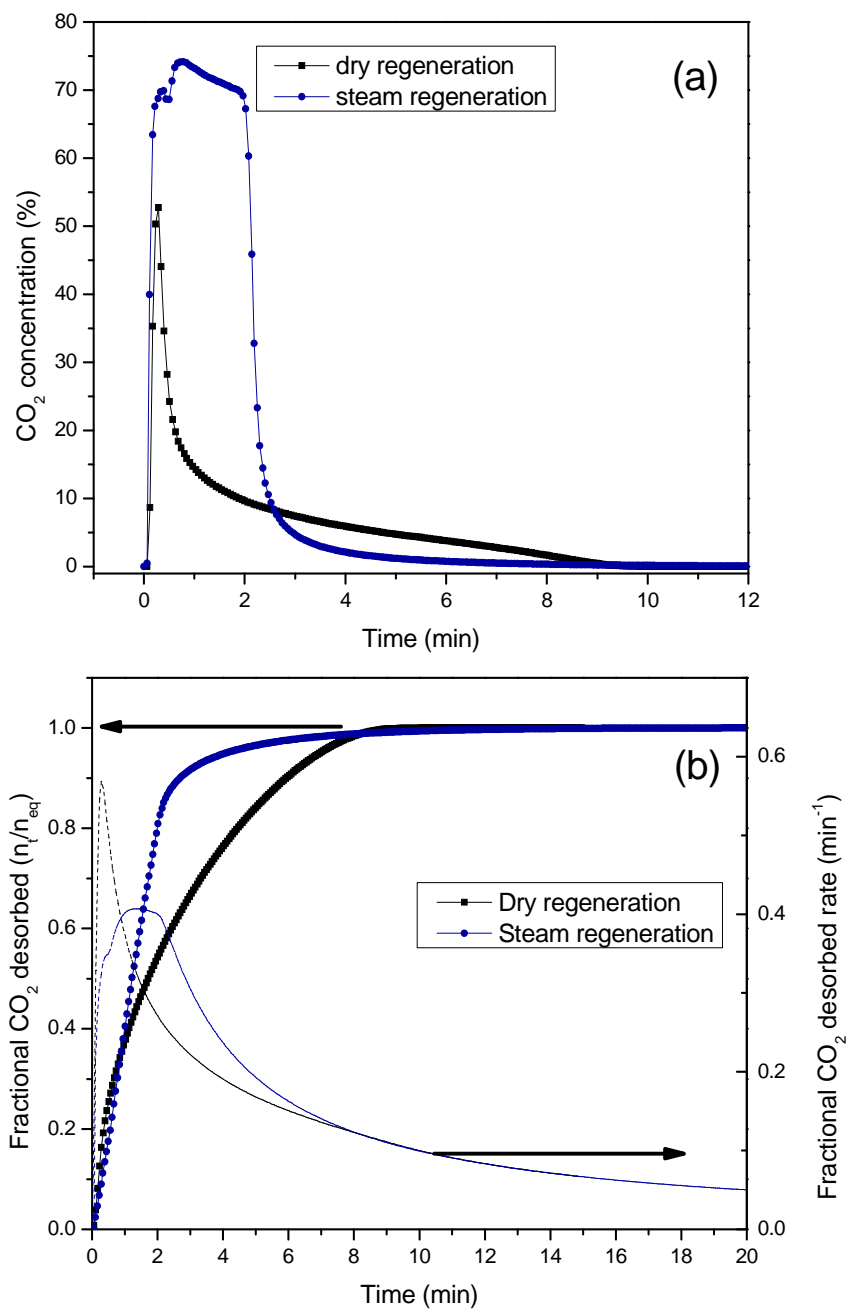 80
70
60
50
40
30
20
10
0
CO2 concentration (%)
dry regeneration
steam regeneration
(a)
0 2 4 6 8 10 12
Time (min)
1.0
0.8
0.6
0.4
0.2
0.0
Fractional CO2 desorbed (nt/neq)
(b)
Dry regeneration
Steam regeneration
0.6
0.4
0.2
0.0
Fractional CO2 desorbed rate (min-1)
0 2 4 6 8 10 12 14 16 18 20
Time (min)